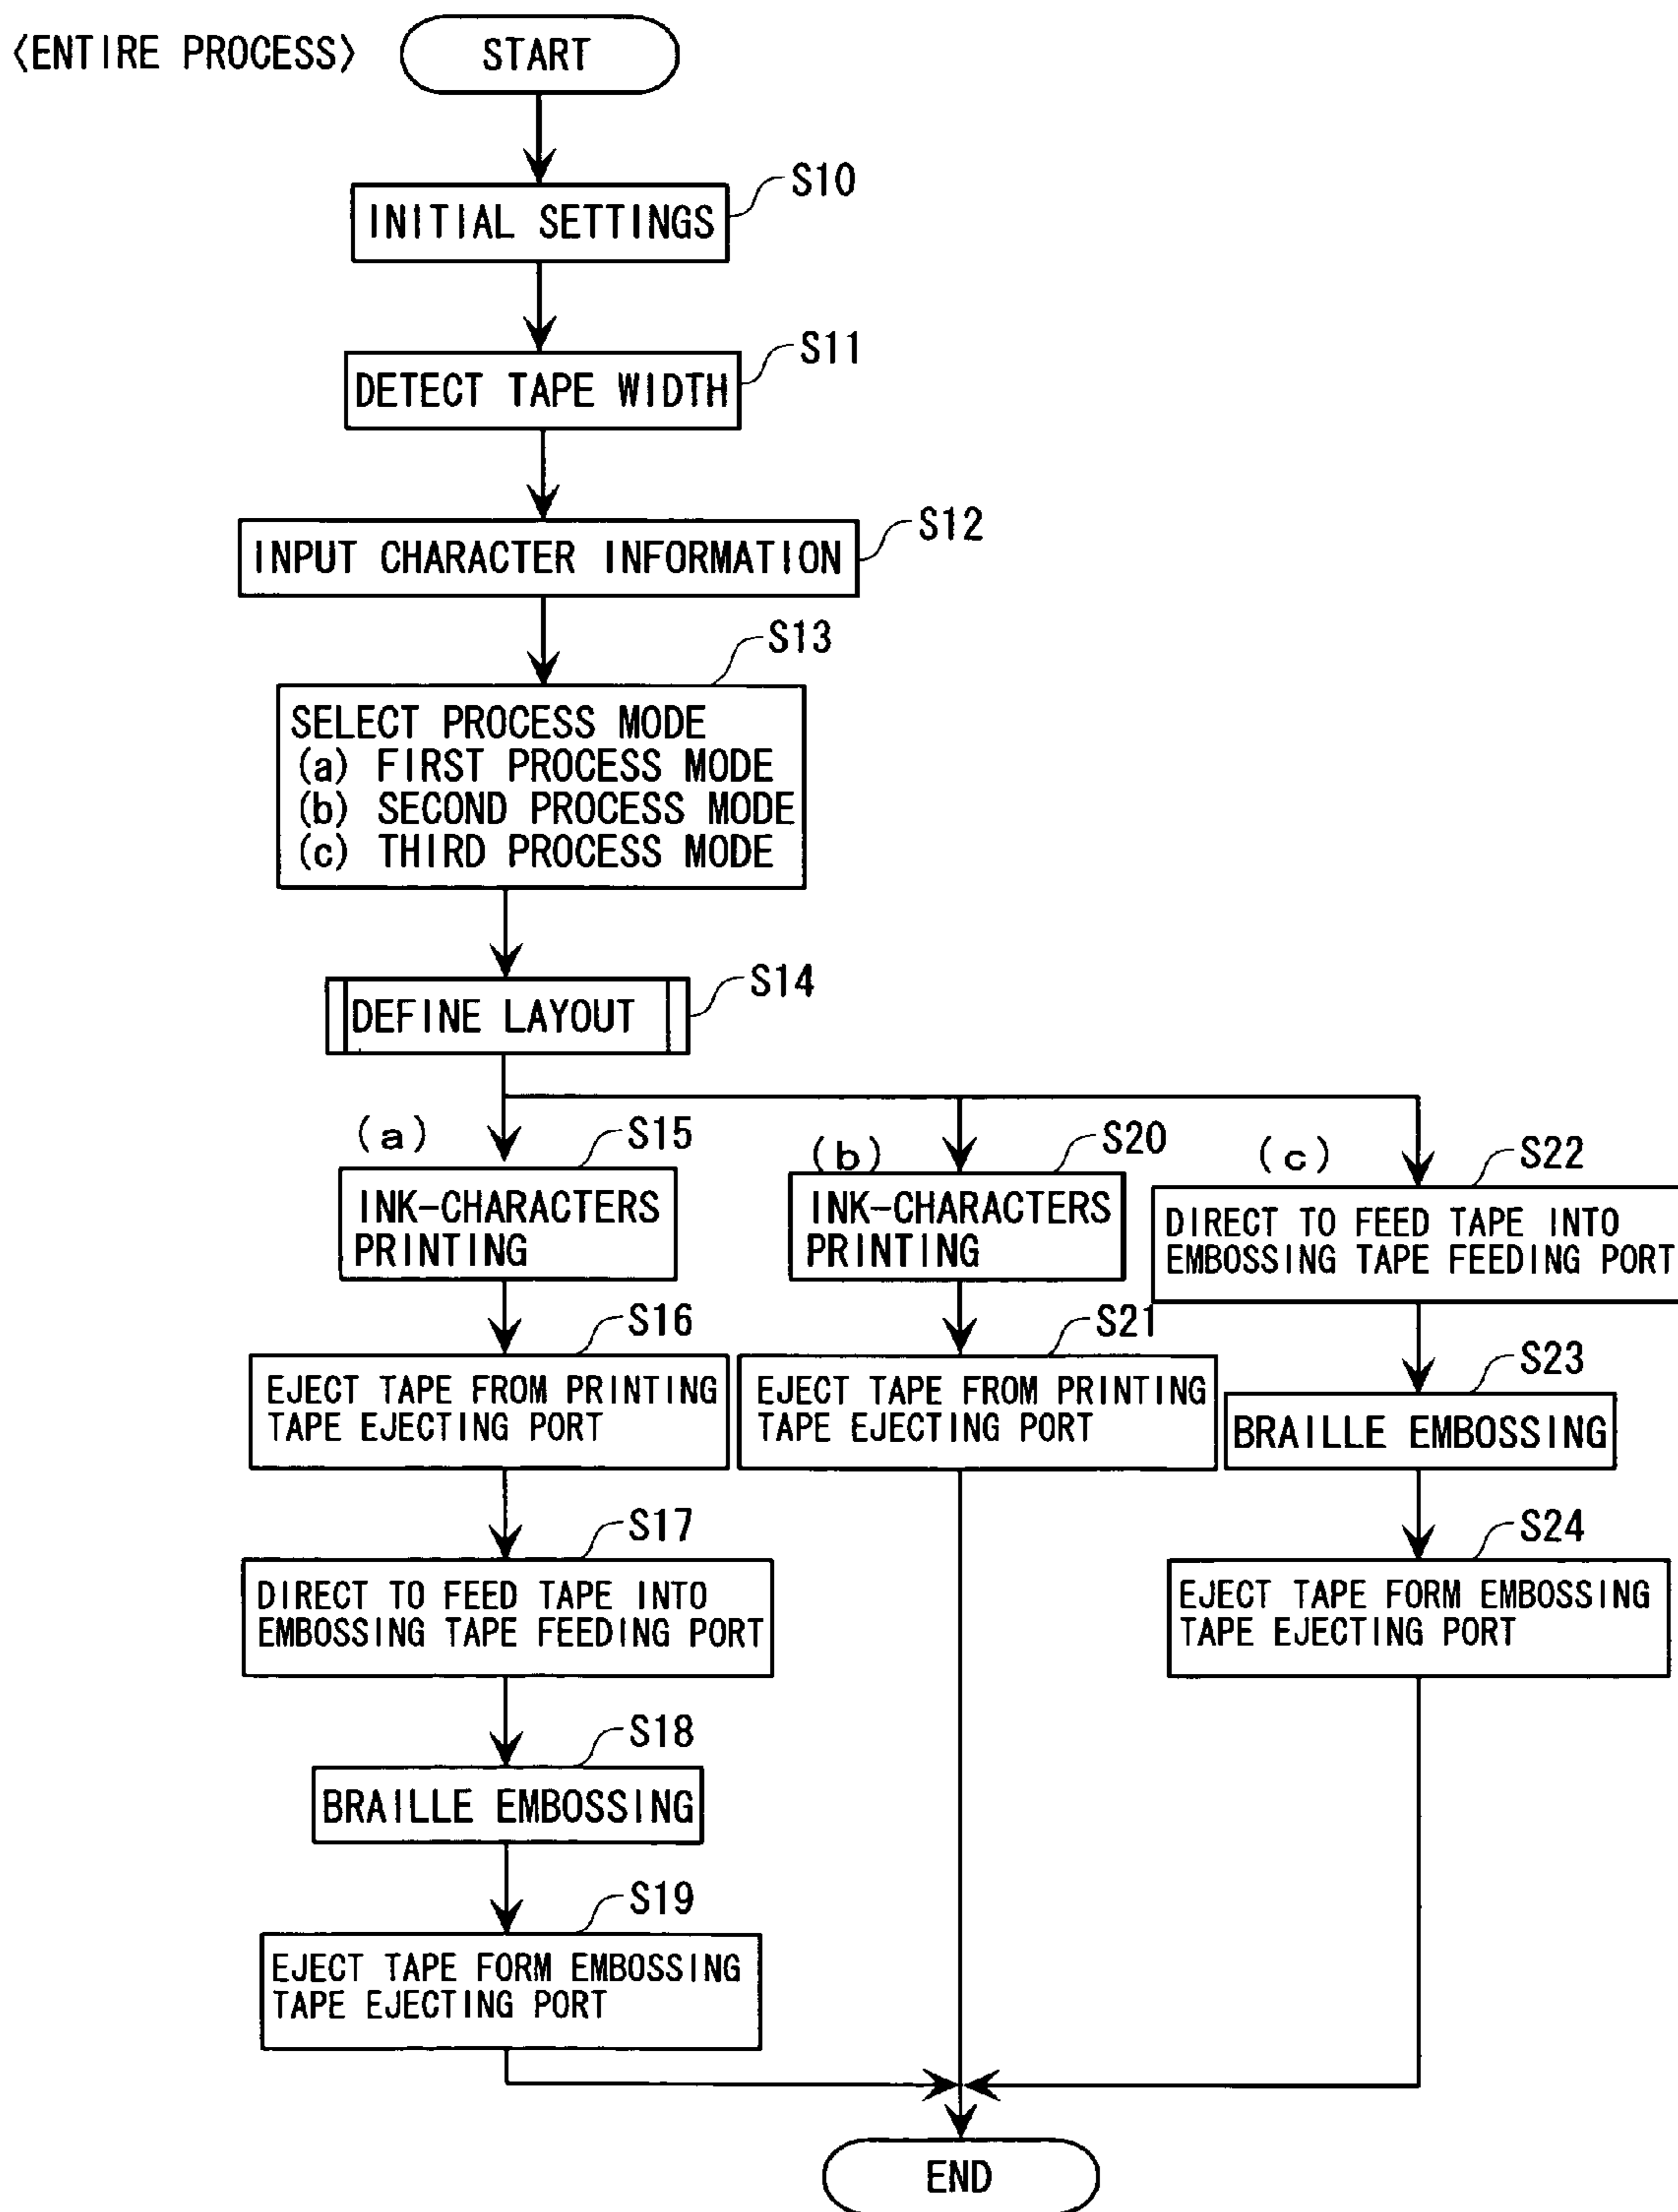 〈ENTIRE PROCESS〉
START
S10
INITIAL SETTINGS
S11
DETECT TAPE WIDTH
S12
INPUT CHARACTER INFORMATION
S13
SELECT PROCESS MODE
(a) FIRST PROCESS MODE
(b) SECOND PROCESS MODE
(c) THIRD PROCESS MODE
S14
DEFINE LAYOUT
(a)
S15
INK-CHARACTERS
PRINTING
S16
EJECT TAPE FROM PRINTING
TAPE EJECTING PORT
S17
DIRECT TO FEED TAPE INTO
EMBOSSING TAPE FEEDING PORT
S18
BRAILLE EMBOSSING
S19
EJECT TAPE FORM EMBOSSING
TAPE EJECTING PORT
(b)
S20
INK-CHARACTERS
PRINTING
S21
EJECT TAPE FROM PRINTING
TAPE EJECTING PORT
(c)
S22
DIRECT TO FEED TAPE INTO
EMBOSSING TAPE FEEDING PORT
S23
BRAILLE EMBOSSING
S24
EJECT TAPE FORM EMBOSSING
TAPE EJECTING PORT
END